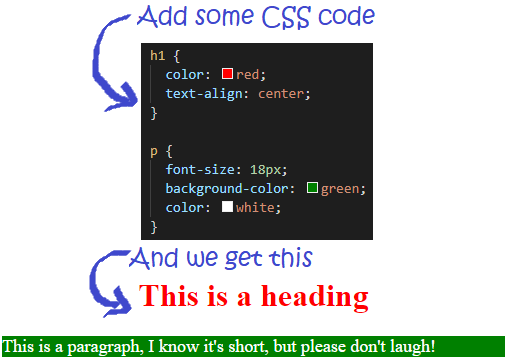 Add some CSS code
h1 {
color: red;
text-align: center;
}
p {
font-size: 18px;
background-color: green;
color: white;
}
And we get this
This is a heading
This is a paragraph, I know it's short, but please don't laugh!